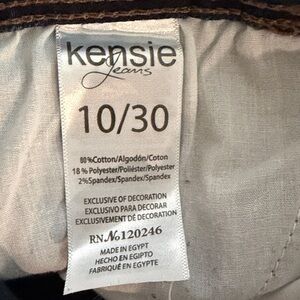 kensie
Jeans
10/30
80%Cotton/Algodón/Coton
18 % Polyester/Poliéster/Polyester
2%Spandex/Spandex/Spandex
EXCLUSIVE OF DECORATION
EXCLUSIVO PARA DECORAR
EXCLUSIVEMENT DE DÉCORATION
RN.№120246
MADE IN EGYPT
HECHO EN EGIPTO
FABRIQUÉ EN EGYPTE